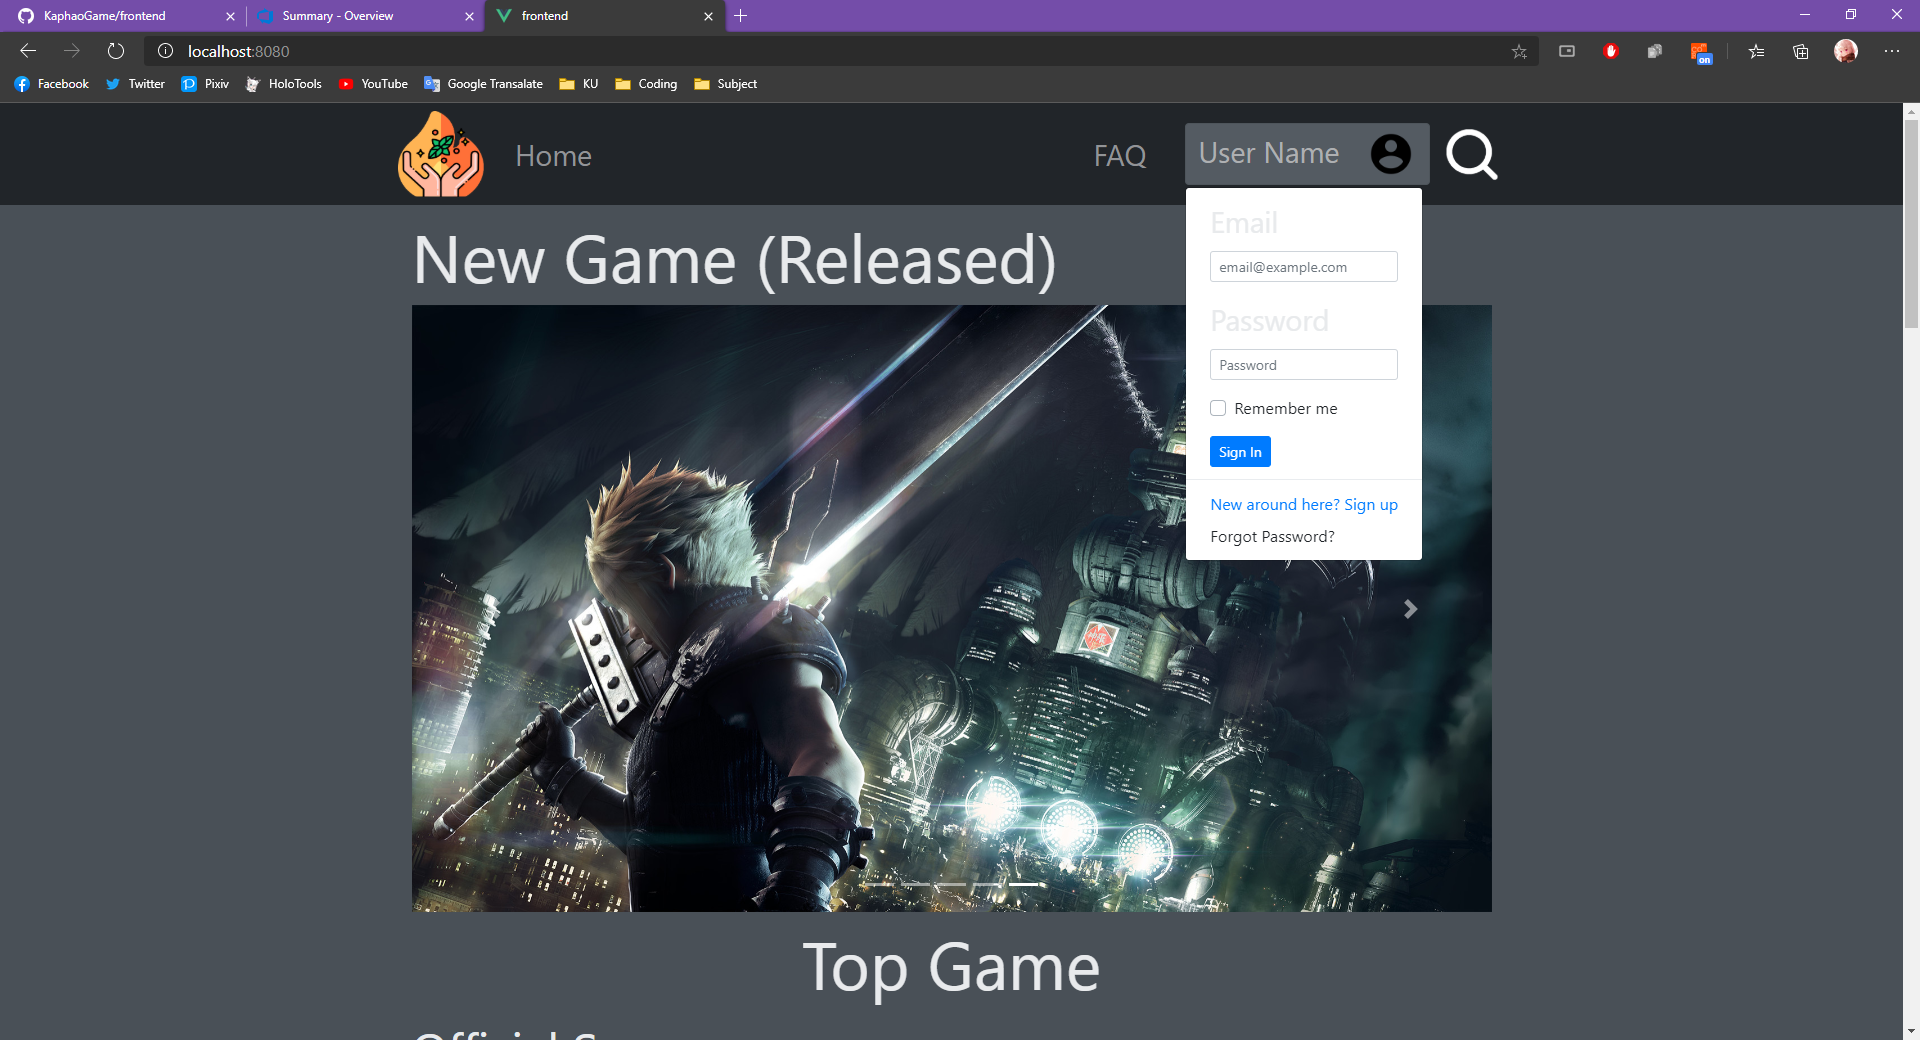 KaphaoGame/frontend
Summary - Overview
frontend
localhost:8080
on
Facebook
Twitter
Pixiv
HoloTools
YouTube
Google Transalate
KU
Coding
Subject
Home
FAQ
User Name
Email
email@example.com
Password
Password
Remember me
Sign In
New around here? Sign up
Forgot Password?
New Game (Released)
Top Game